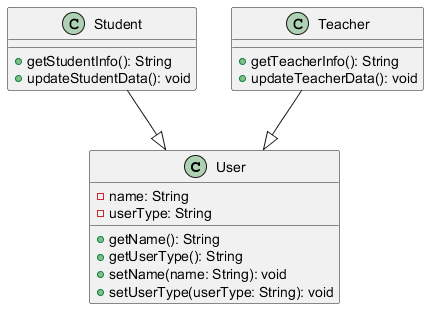 C Student
getStudentInfo(): String
updateStudentData(): void
C Teacher
getTeacherInfo(): String
updateTeacherData(): void
C User
name: String
userType: String
getName(): String
getUserType(): String
setName(name: String): void
setUserType(userType: String): void